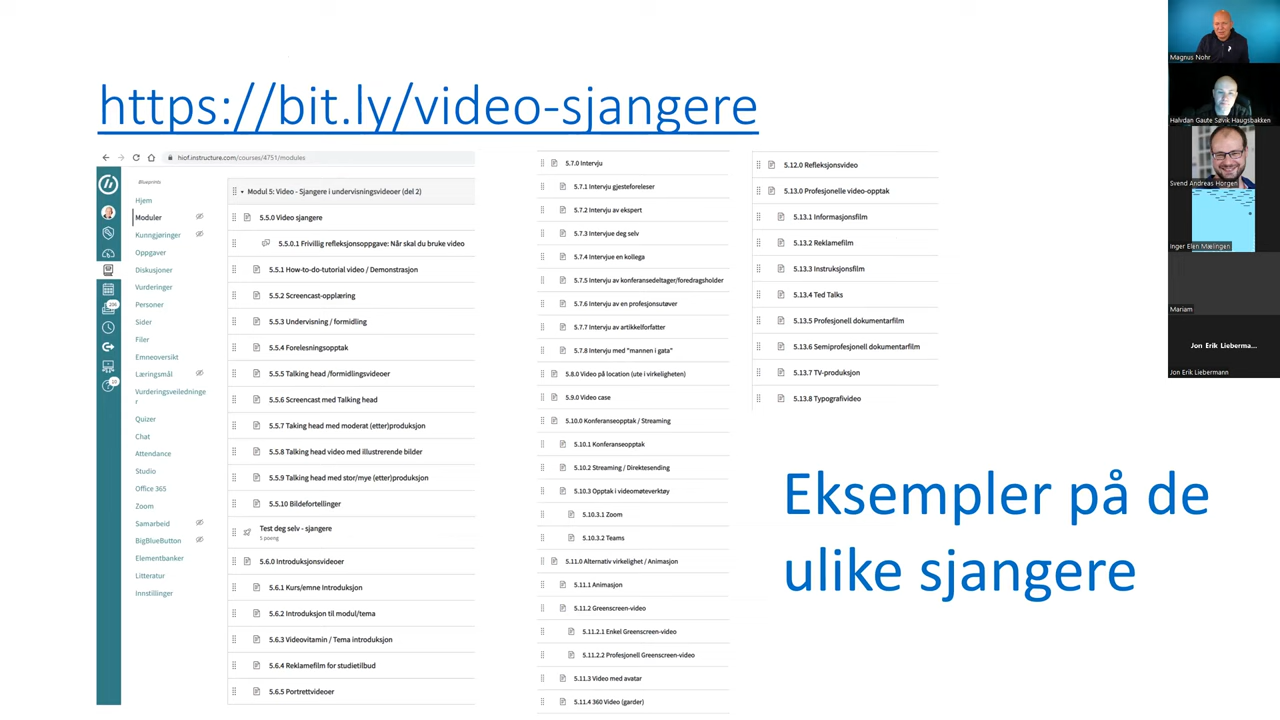 https://bit.ly/video-sjangere
hiof.instructure.com/courses/4751/modules
Hjem
Moduler
Kunngjøringer
Oppgaver
Diskusjoner
Vurderinger
Personer
Sider
Filer
Emneoversikt
Læringsmål
Vurderingsveiledninge
r
Quizer
Chat
Attendance
Studio
Office 365
Zoom
Samarbeid
BigBlueButton
Elementbanker
Litteratur
Innstillinger
Modul 5: Video - Sjangere i undervisningsvideoer (del 2)
5.5.0 Video sjangere
5.5.0.1 Frivillig refleksjonsoppgave: Når skal du bruke video
5.5.1 How-to-do-tutorial video / Demonstrasjon
5.5.2 Screencast-opplæring
5.5.3 Undervisning / formidling
5.5.4 Forelesningsopptak
5.5.5 Talking head /formidlingsvideoer
5.5.6 Screencast med Talking head
5.5.7 Taking head med moderat (etter)produksjon
5.5.8 Talking head video med illustrerende bilder
5.5.9 Talking head med stor/mye (etter)produksjon
5.5.10 Bildefortellinger
Test deg selv - sjangere
5 poeng
5.6.0 Introduksjonsvideoer
5.6.1 Kurs/emne Introduksjon
5.6.2 Introduksjon til modul/tema
5.6.3 Videovitamin / Tema introduksjon
5.6.4 Reklamefilm for studietilbud
5.6.5 Portrettvideoer
5.7.0 Intervju
5.7.1 Intervju gjesteforeleser
5.7.2 Intervju av ekspert
5.7.3 Intervjue deg selv
5.7.4 Intervjue en kollega
5.7.5 Intervju av konferansedeltager/foredragsholder
5.7.6 Intervju av en profesjonsutøver
5.7.7 Intervju av artikkelforfatter
5.7.8 Intervju med "mannen i gata"
5.8.0 Video på location (ute i virkeligheten)
5.9.0 Video case
5.10.0 Konferanseopptak / Streaming
5.10.1 Konferanseopptak
5.10.2 Streaming / Direktesending
5.10.3 Opptak i videomøteverktøy
5.10.3.1 Zoom
5.10.3.2 Teams
5.11.0 Alternativ virkelighet / Animasjon
5.11.1 Animasjon
5.11.2 Greenscreen-video
5.11.2.1 Enkel Greenscreen-video
5.11.2.2 Profesjonell Greenscreen-video
5.11.3 Video med avatar
5.11.4 360 Video (garder)
5.12.0 Refleksjonsvideo
5.13.0 Profesjonelle video-opptak
5.13.1 Informasjonsfilm
5.13.2 Reklamefilm
5.13.3 Instruksjonsfilm
5.13.4 Ted Talks
5.13.5 Profesjonell dokumentarfilm
5.13.6 Semiprofesjonell dokumentarfilm
5.13.7 TV-produksjon
5.13.8 Typografivideo
Eksempler på de
ulike sjangere
Magnus Nohr
Halvdan Gaute Søvik Haugsbakken
Svend Andreas Horgen
Inger Elen Mælingen
Mariam
Jon Erik Lieberma...
Jon Erik Liebermann